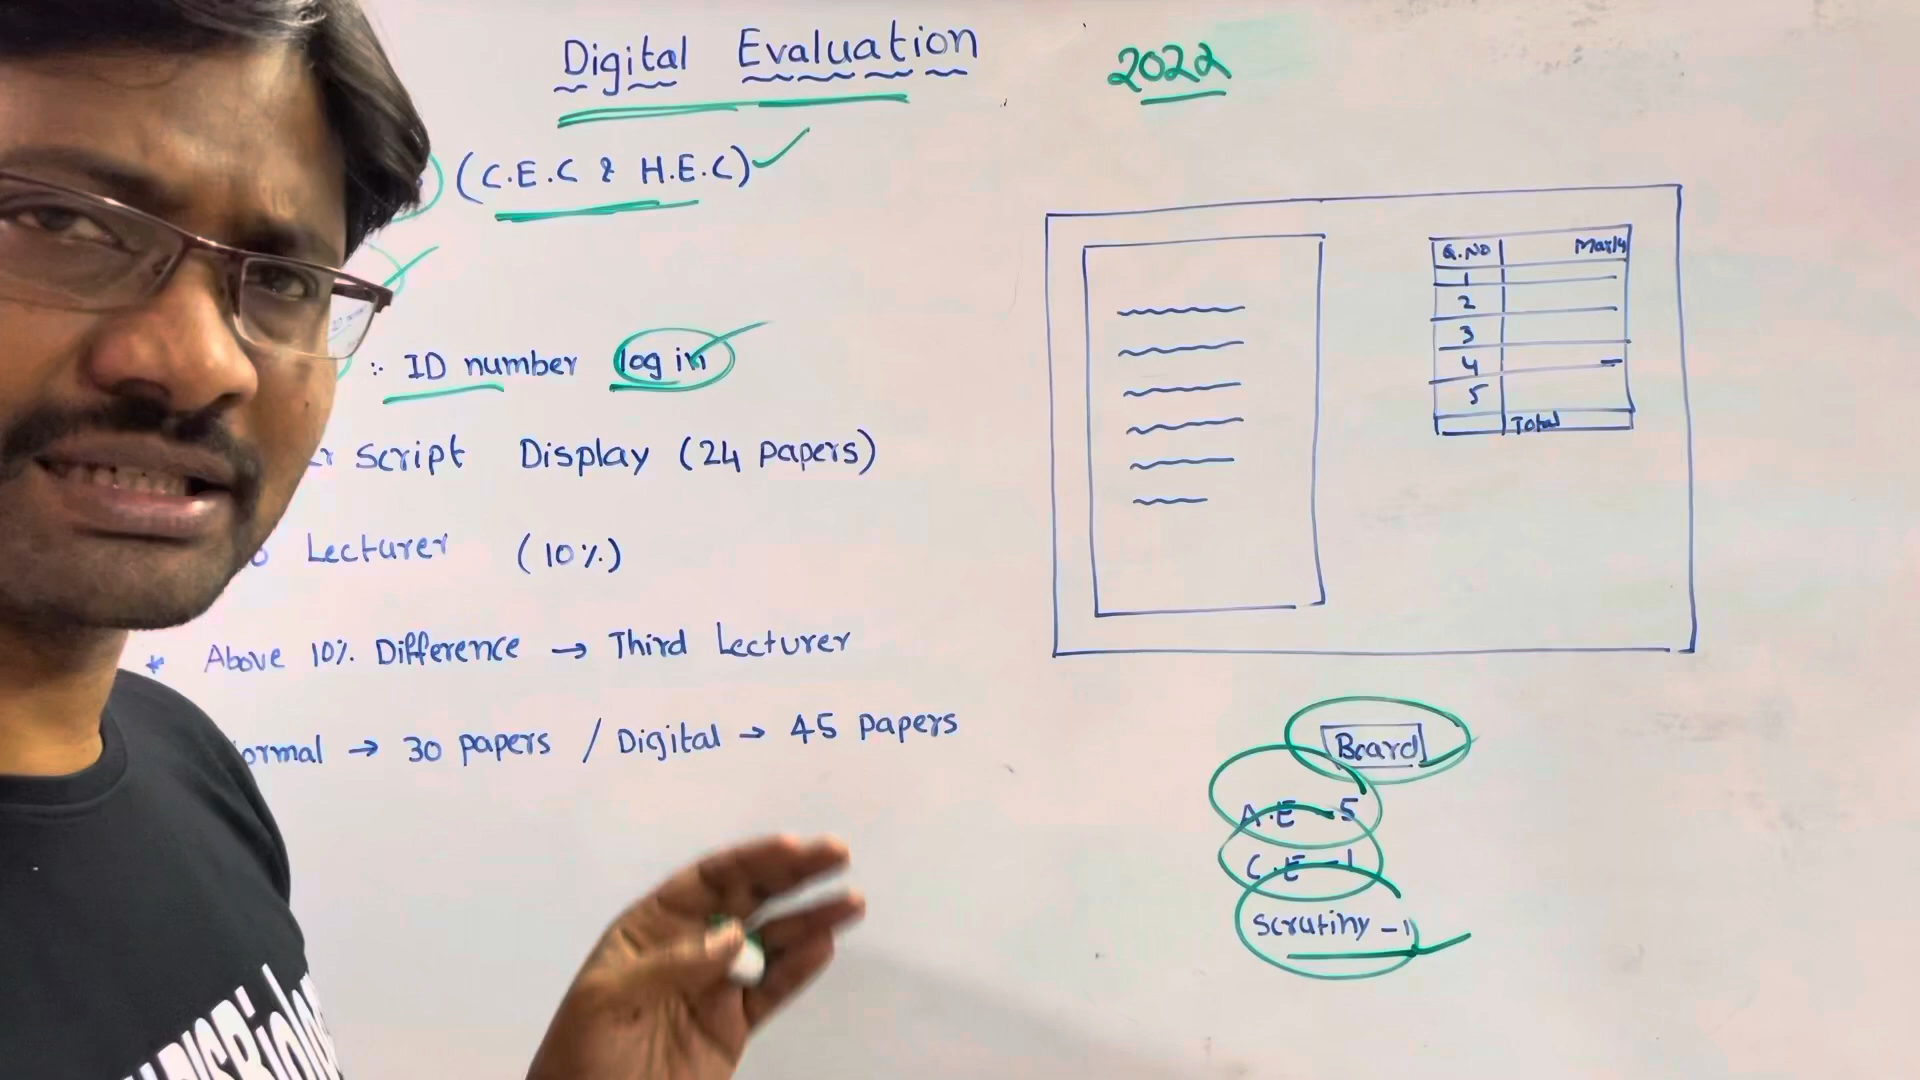 Digital Evaluation
2022
(C.E.C & H.E.C)
:- ID number log in
Script Display (24 papers)
Lecturer (10%)
* Above 10% Difference → Third Lecturer
ormal → 30 papers / Digital → 45 papers
Q.No Marks
1
2
3
4
5
Total
Board
A.E - 5
C.E - 1
Scrutiny - 1